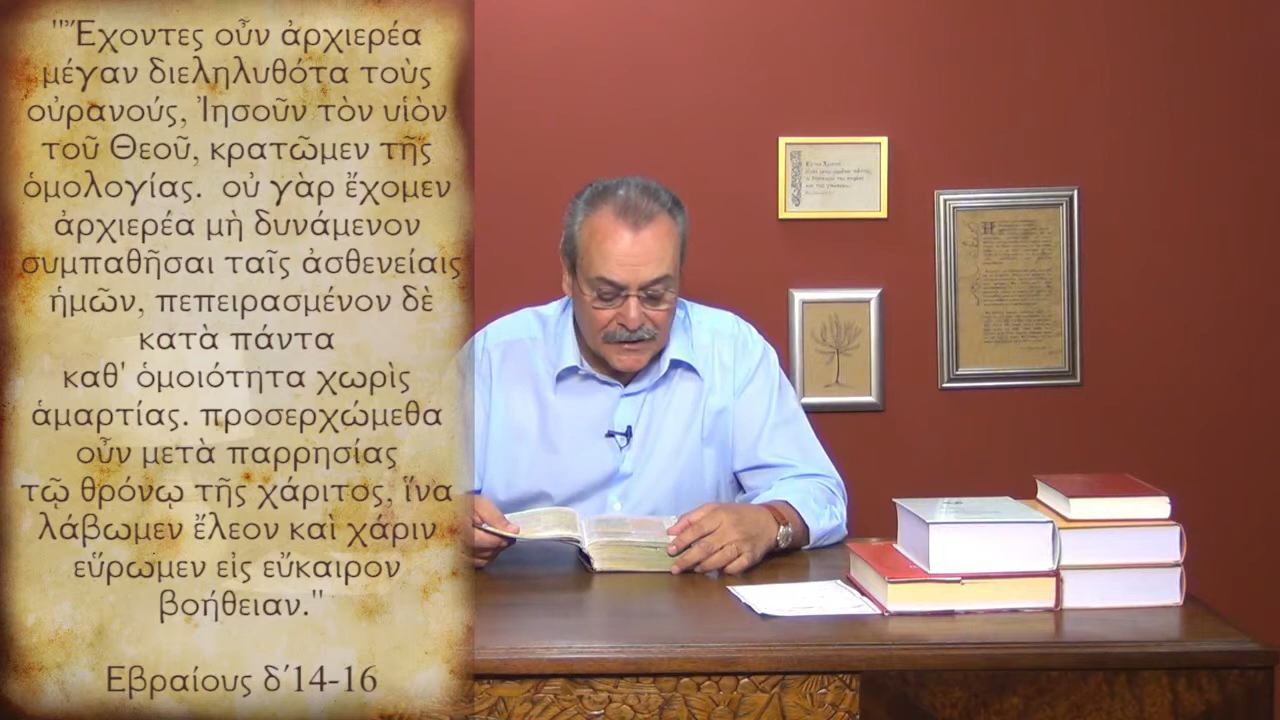 "Ἔχοντες οὖν ἀρχιερέα
μέγαν διεληλυθότα τοὺς
οὐρανούς, Ἰησοῦν τὸν υἱὸν
τοῦ Θεοῦ, κρατῶμεν τῆς
ὁμολογίας. οὐ γὰρ ἔχομεν
ἀρχιερέα μὴ δυνάμενον
συμπαθῆσαι ταῖς ἀσθενείαις
ἡμῶν, πεπειρασμένον δὲ
κατὰ πάντα
καθ' ὁμοιότητα χωρὶς
ἁμαρτίας. προσερχώμεθα
οὖν μετὰ παρρησίας
τῷ θρόνῳ τῆς χάριτος, ἵνα
λάβωμεν ἔλεον καὶ χάριν
εὕρωμεν εἰς εὔκαιρον
βοήθειαν."
Εβραίους δ΄14-16